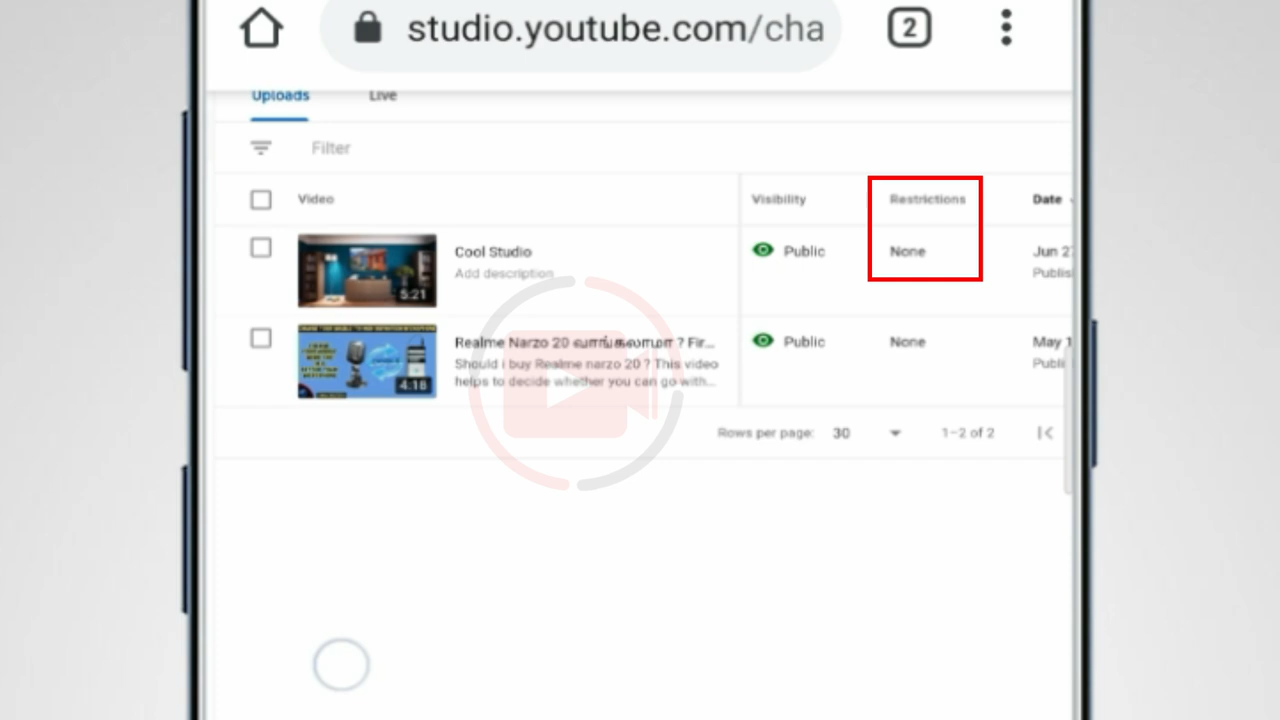 studio.youtube.com/cha
2
Uploads Live
Filter
Video Visibility Restrictions Date
Cool Studio Public None Jun 27
Add description Publis
5:21
Realme Narzo 20 வாங்கலாமா ? Fir... Public None May 1
Should i buy Realme narzo 20 ? This video Publi
helps to decide whether you can go with...
4:18
Rows per page: 30 1–2 of 2